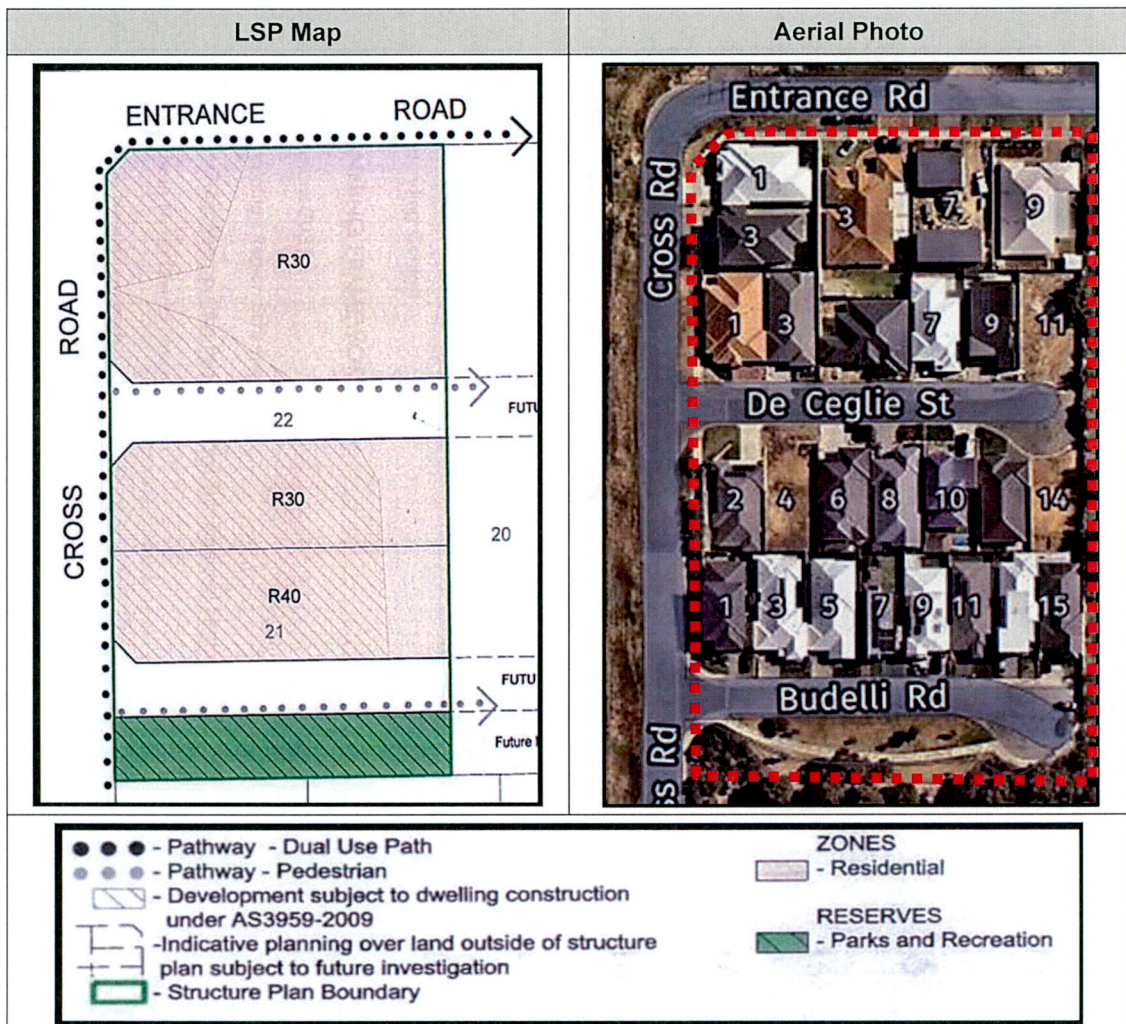 LSP Map
Aerial Photo
ENTRANCE ROAD
ROAD
CROSS
R30
22
R30
20
R40
21
FUTU
FUTU
Future
Entrance Rd
Cross Rd
1
3
7
9
3
1
3
7
9
11
De Ceglie St
2
4
6
8
10
14
1
3
5
7
9
11
15
Budelli Rd
ss Rd
- Pathway - Dual Use Path
- Pathway - Pedestrian
- Development subject to dwelling construction
under AS3959-2009
-Indicative planning over land outside of structure
plan subject to future investigation
- Structure Plan Boundary
ZONES
- Residential
RESERVES
- Parks and Recreation